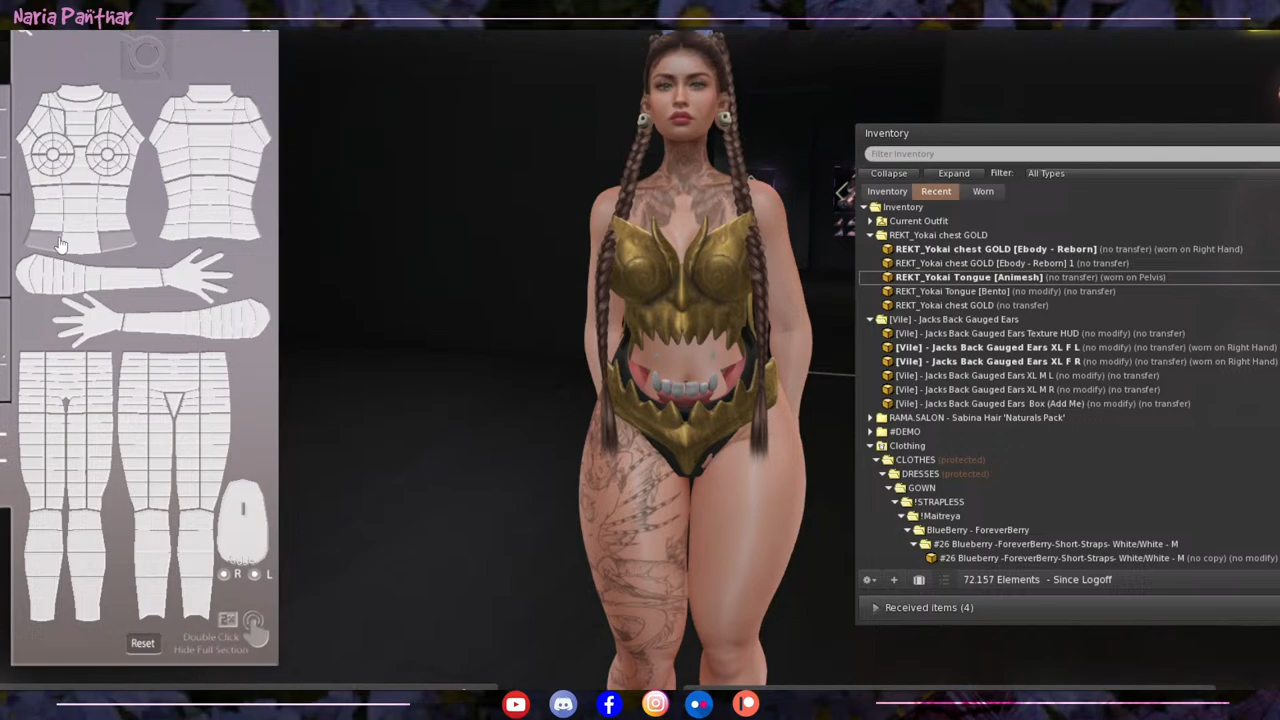 Naria Panthar
Inventory
Filter Inventory
Collapse Expand Filter: All Types
Inventory Recent Worn
Inventory
Current Outfit
REKT_Yokai chest GOLD
REKT_Yokai chest GOLD [Ebody - Reborn] (no transfer) (worn on Right Hand)
REKT_Yokai chest GOLD [Ebody - Reborn] 1 (no transfer)
REKT_Yokai Tongue [Animesh] (no transfer) (worn on Pelvis)
REKT_Yokai Tongue [Bento] (no modify) (no transfer)
REKT_Yokai chest GOLD (no transfer)
[Vile] - Jacks Back Gauged Ears
[Vile] - Jacks Back Gauged Ears Texture HUD (no modify) (no transfer)
[Vile] - Jacks Back Gauged Ears XL F L (no modify) (no transfer) (worn on Right Hand)
[Vile] - Jacks Back Gauged Ears XL F R (no modify) (no transfer) (worn on Right Hand)
[Vile] - Jacks Back Gauged Ears XL M L (no modify) (no transfer)
[Vile] - Jacks Back Gauged Ears XL M R (no modify) (no transfer)
[Vile] - Jacks Back Gauged Ears Box (Add Me) (no modify) (no transfer)
RAMA.SALON - Sabina Hair 'Naturals Pack'
#DEMO
Clothing
CLOTHES (protected)
DRESSES (protected)
GOWN
!STRAPLESS
!Maitreya
BlueBerry - ForeverBerry
#26 Blueberry -ForeverBerry-Short-Straps- White/White - M
#26 Blueberry -ForeverBerry-Short-Straps- White/White - M (no copy) (no modify)
72.157 Elements - Since Logoff
Received items (4)
R L
2x
Reset
Double Click
Hide Full Section